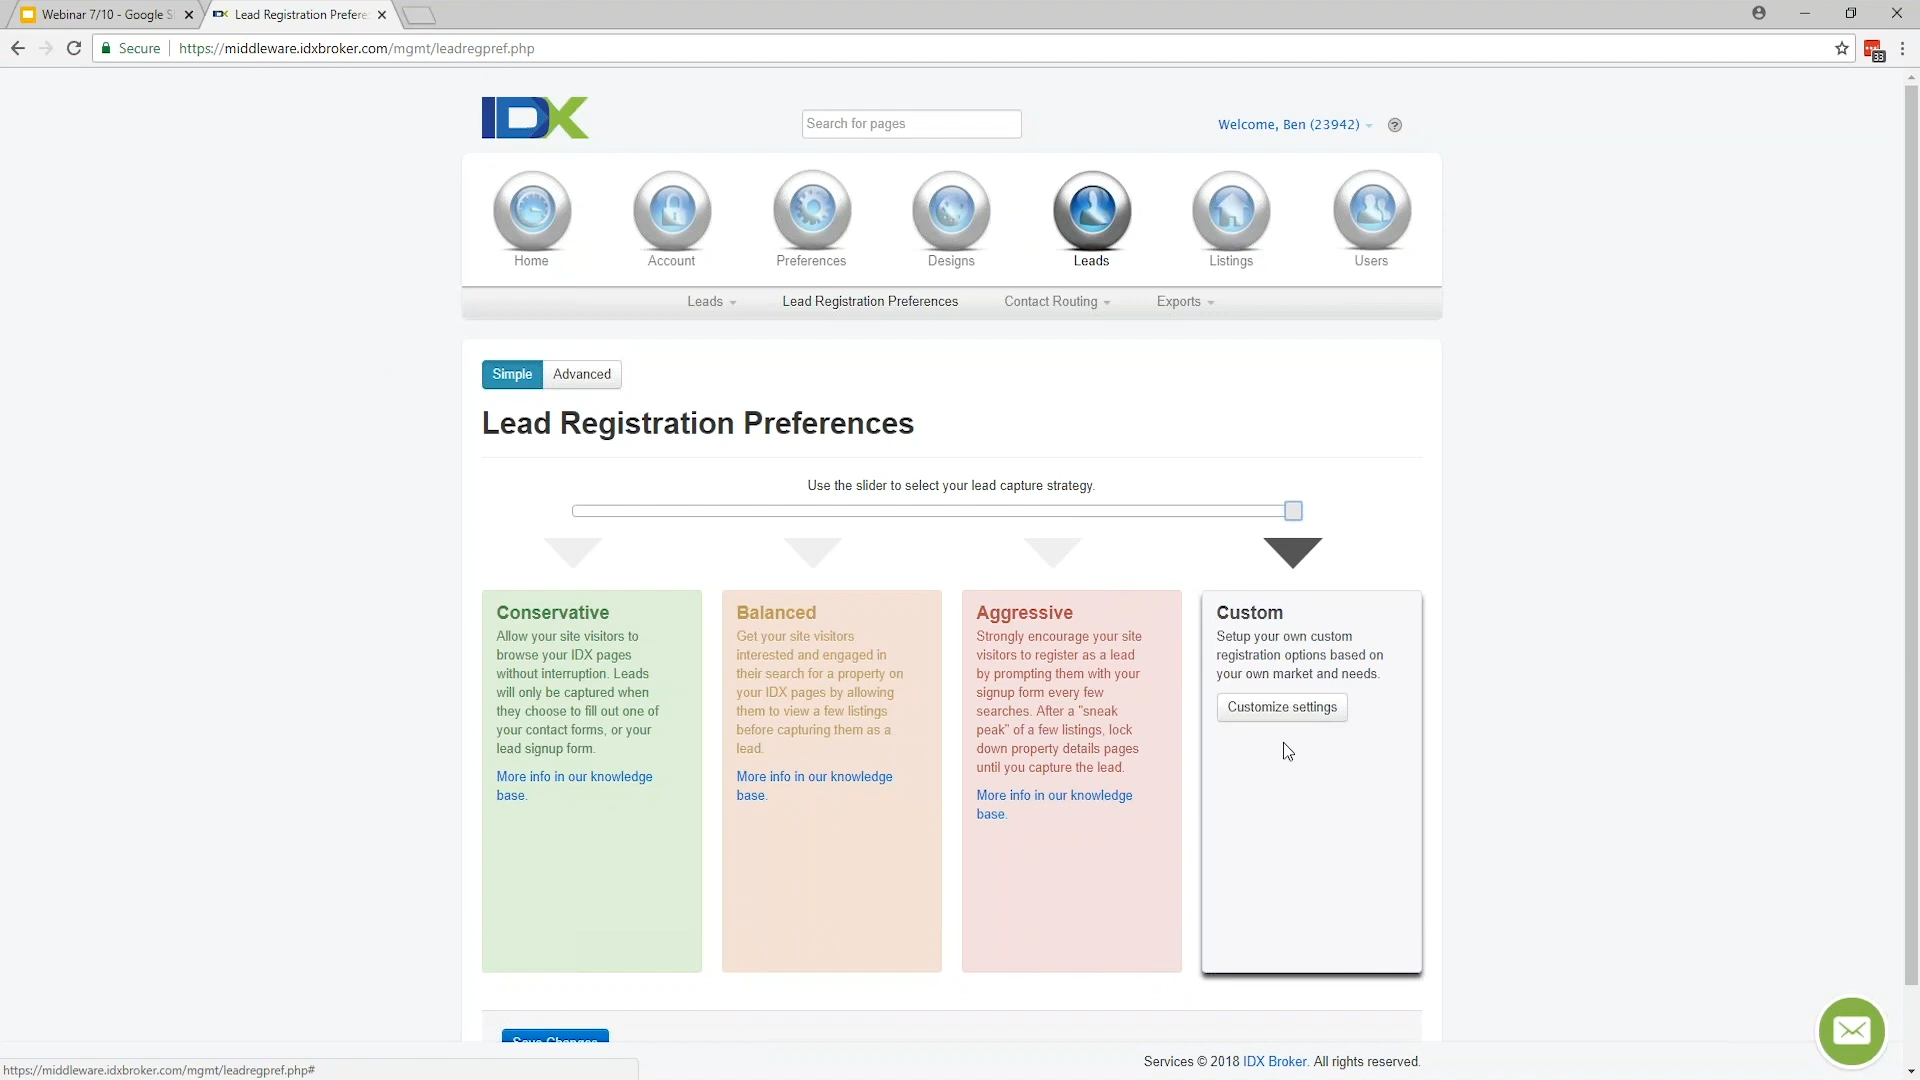 Webinar 7/10 - Google S
Lead Registration Prefere
Secure
https://middleware.idxbroker.com/mgmt/leadregpref.php
33
IDX
Search for pages
Welcome, Ben (23942)
?
Home
Account
Preferences
Designs
Leads
Listings
Users
Leads
Lead Registration Preferences
Contact Routing
Exports
Simple
Advanced
Lead Registration Preferences
Use the slider to select your lead capture strategy.
Conservative
Allow your site visitors to
browse your IDX pages
without interruption. Leads
will only be captured when
they choose to fill out one of
your contact forms, or your
lead signup form.
More info in our knowledge
base.
Balanced
Get your site visitors
interested and engaged in
their search for a property on
your IDX pages by allowing
them to view a few listings
before capturing them as a
lead.
More info in our knowledge
base.
Aggressive
Strongly encourage your site
visitors to register as a lead
by prompting them with your
signup form every few
searches. After a "sneak
peak" of a few listings, lock
down property details pages
until you capture the lead.
More info in our knowledge
base.
Custom
Setup your own custom
registration options based on
your own market and needs.
Customize settings
Save Changes
Services © 2018 IDX Broker. All rights reserved.
https://middleware.idxbroker.com/mgmt/leadregpref.php#